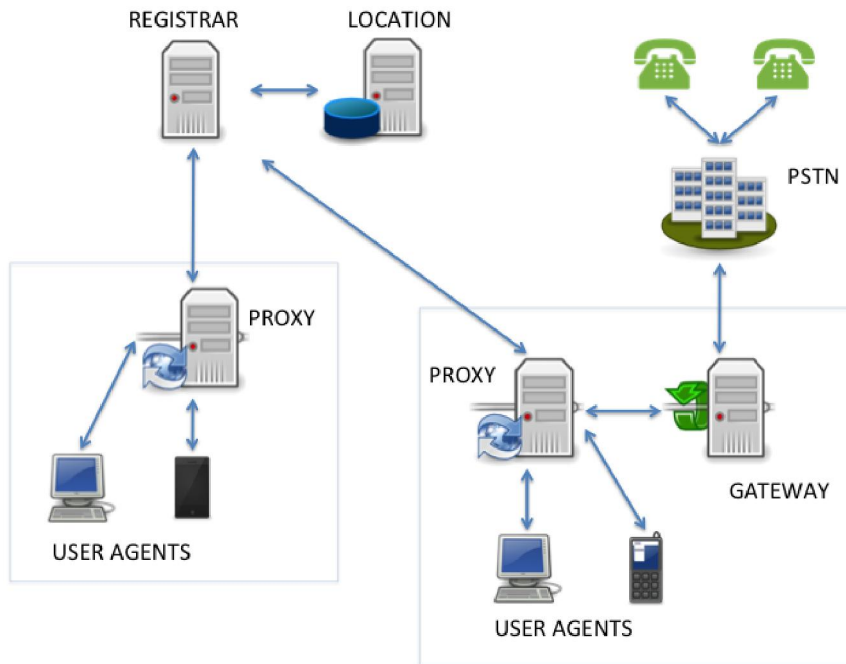 REGISTRAR
LOCATION
PSTN
PROXY
PROXY
GATEWAY
USER AGENTS
USER AGENTS